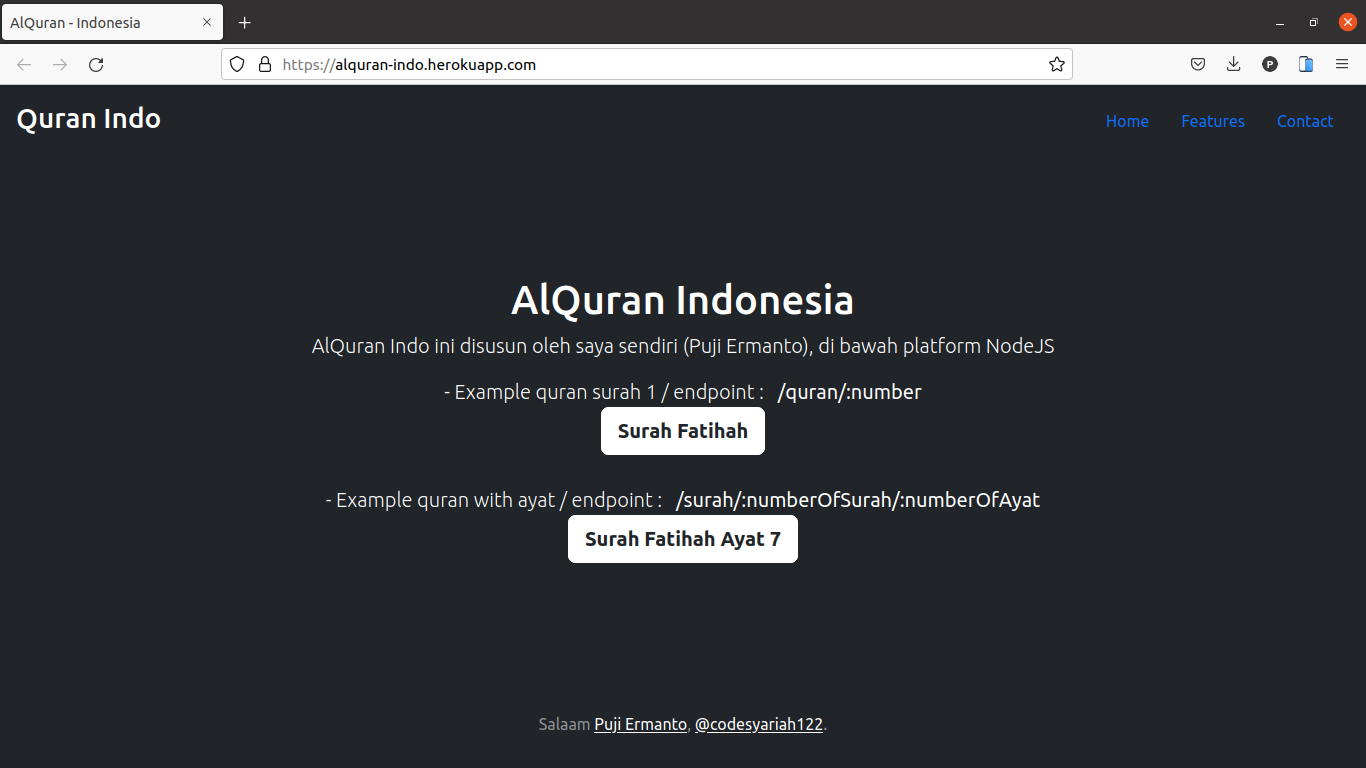 AlQuran - Indonesia
https://alquran-indo.herokuapp.com
P
Quran Indo
Home Features Contact
AlQuran Indonesia
AlQuran Indo ini disusun oleh saya sendiri (Puji Ermanto), di bawah platform NodeJS
- Example quran surah 1 / endpoint : /quran/:number
Surah Fatihah
- Example quran with ayat / endpoint : /surah/:numberOfSurah/:numberOfAyat
Surah Fatihah Ayat 7
Salaam Puji Ermanto, @codesyariah122.